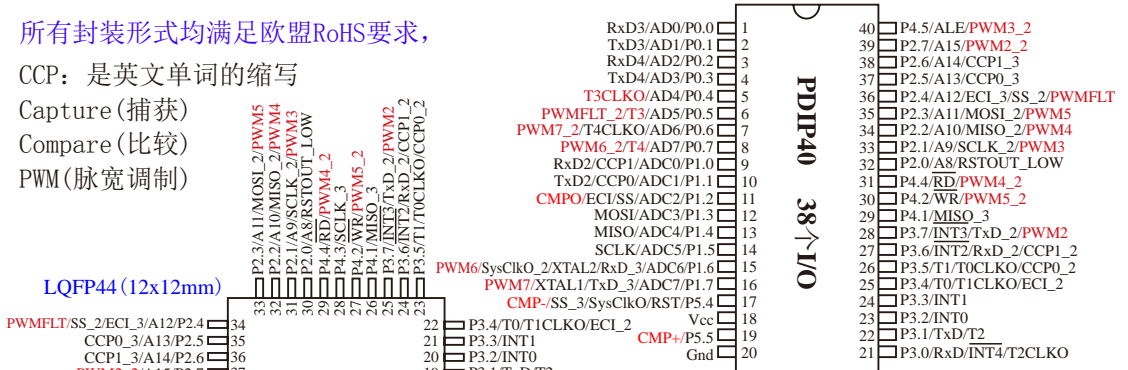 所有封装形式均满足欧盟RoHS要求，
CCP：是英文单词的缩写
Capture(捕获)
Compare(比较)
PWM(脉宽调制)
LQFP44(12x12mm)
P2.3/A11/MOSI_2/PWM5
P2.2/A10/MISO_2/PWM4
P2.1/A9/SCLK_2/PWM3
P2.0/A8/RSTOUT_LOW
P4.4/RD/PWM4_2
P4.3/SCLK_3
P4.2/WR/PWM5_2
P4.1/MISO_3
P3.7/INT3/TxD_2/PWM2
P3.6/INT2/RxD_2/CCP1_2
P3.5/T1/T0CLKO/CCP0_2
33
32
31
30
29
28
27
26
25
24
23
PWMFLT/SS_2/ECI_3/A12/P2.4 34
CCP0_3/A13/P2.5 35
CCP1_3/A14/P2.6 36
22 P3.4/T0/T1CLKO/ECI_2
21 P3.3/INT1
20 P3.2/INT0
RxD3/AD0/P0.0 1
TxD3/AD1/P0.1 2
RxD4/AD2/P0.2 3
TxD4/AD3/P0.3 4
T3CLKO/AD4/P0.4 5
PWMFLT_2/T3/AD5/P0.5 6
PWM7_2/T4CLKO/AD6/P0.6 7
PWM6_2/T4/AD7/P0.7 8
RxD2/CCP1/ADC0/P1.0 9
TxD2/CCP0/ADC1/P1.1 10
CMPO/ECI/SS/ADC2/P1.2 11
MOSI/ADC3/P1.3 12
MISO/ADC4/P1.4 13
SCLK/ADC5/P1.5 14
PWM6/SysClkO_2/XTAL2/RxD_3/ADC6/P1.6 15
PWM7/XTAL1/TxD_3/ADC7/P1.7 16
CMP-/SS_3/SysClkO/RST/P5.4 17
Vcc 18
CMP+/P5.5 19
Gnd 20
PDIP40 38个I/O
40 P4.5/ALE/PWM3_2
39 P2.7/A15/PWM2_2
38 P2.6/A14/CCP1_3
37 P2.5/A13/CCP0_3
36 P2.4/A12/ECI_3/SS_2/PWMFLT
35 P2.3/A11/MOSI_2/PWM5
34 P2.2/A10/MISO_2/PWM4
33 P2.1/A9/SCLK_2/PWM3
32 P2.0/A8/RSTOUT_LOW
31 P4.4/RD/PWM4_2
30 P4.2/WR/PWM5_2
29 P4.1/MISO_3
28 P3.7/INT3/TxD_2/PWM2
27 P3.6/INT2/RxD_2/CCP1_2
26 P3.5/T1/T0CLKO/CCP0_2
25 P3.4/T0/T1CLKO/ECI_2
24 P3.3/INT1
23 P3.2/INT0
22 P3.1/TxD/T2
21 P3.0/RxD/INT4/T2CLKO